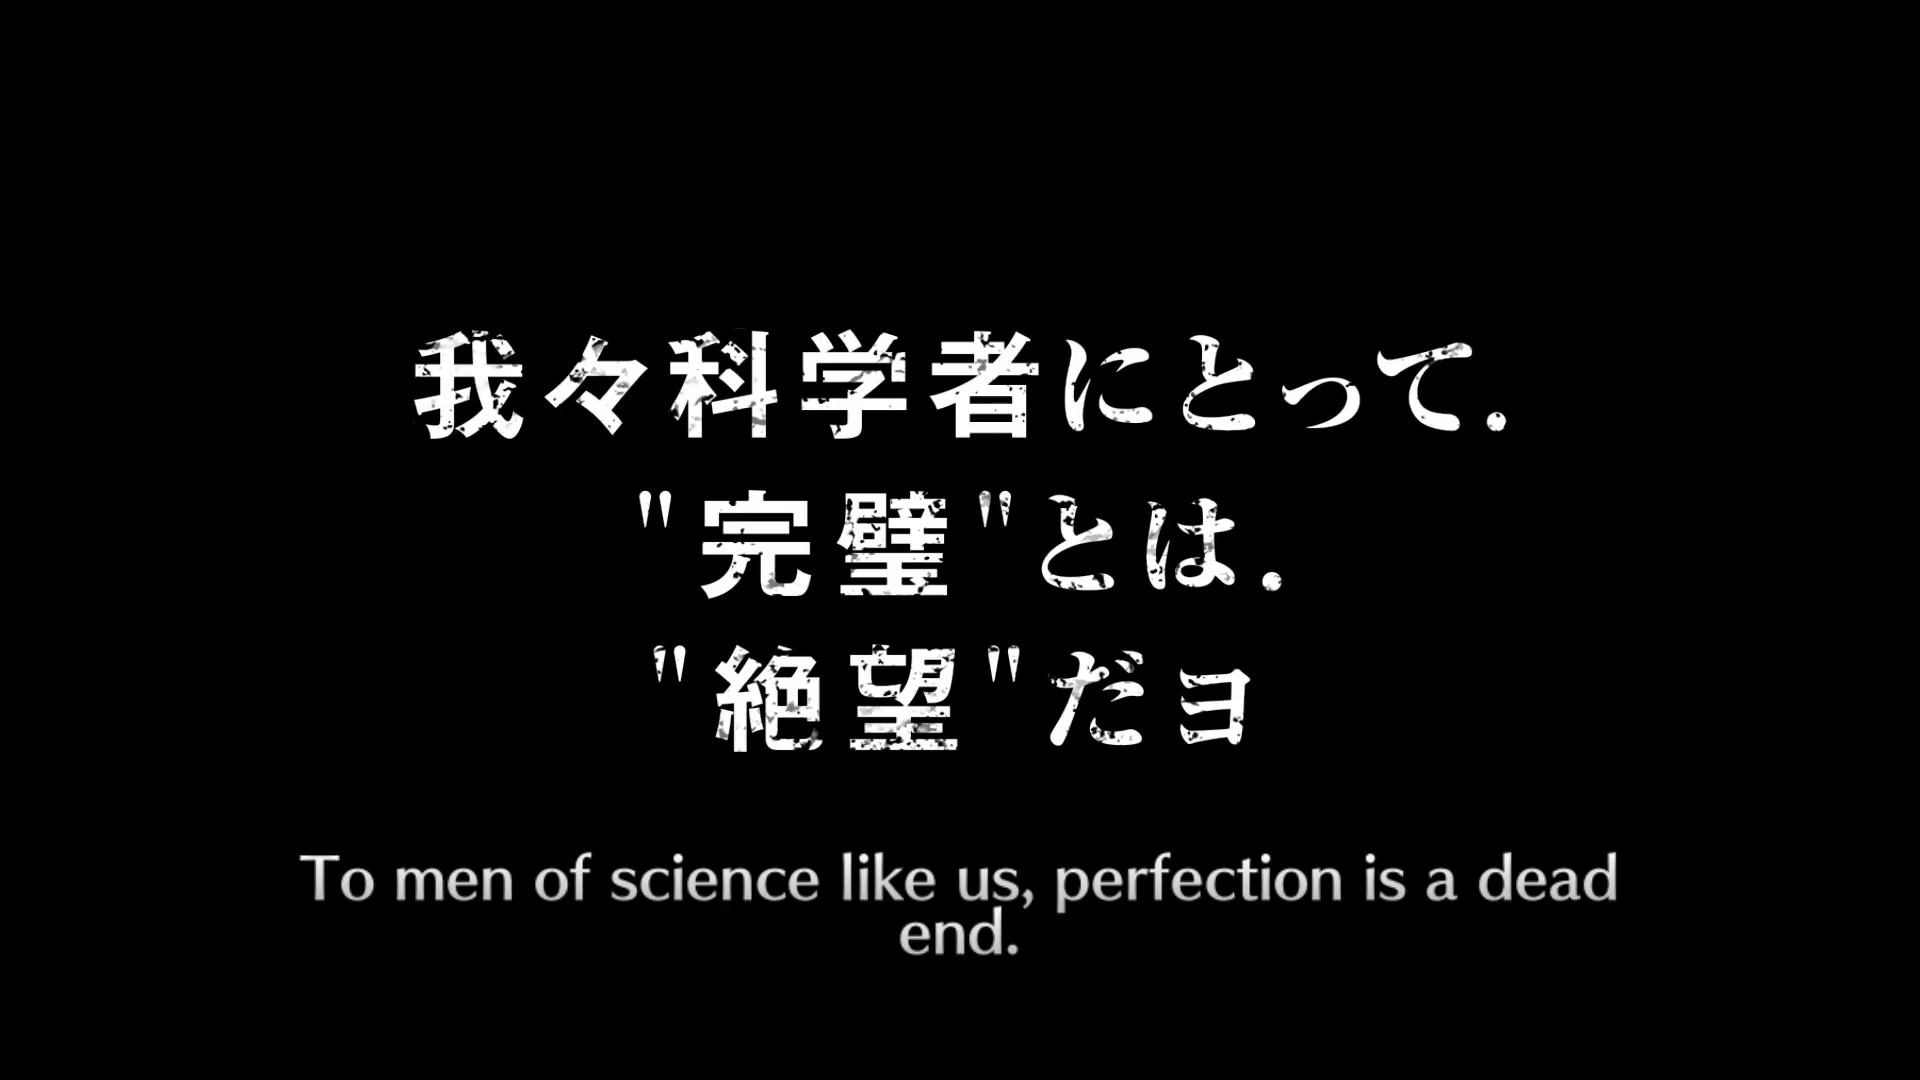 我々科学者にとって.
"完璧"とは.
"絶望"だヨ
To men of science like us, perfection is a dead
end.